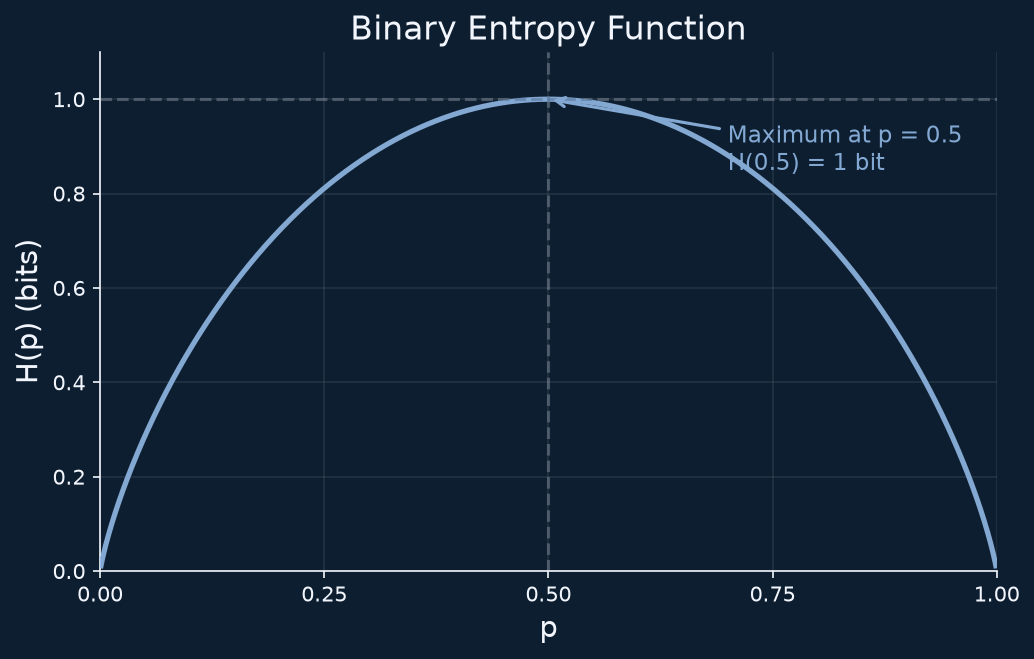 Binary Entropy Function
H(p) (bits)
1.0
0.8
0.6
0.4
0.2
0.0
Maximum at p = 0.5
H(0.5) = 1 bit
0.00 0.25 0.50 0.75 1.00
p